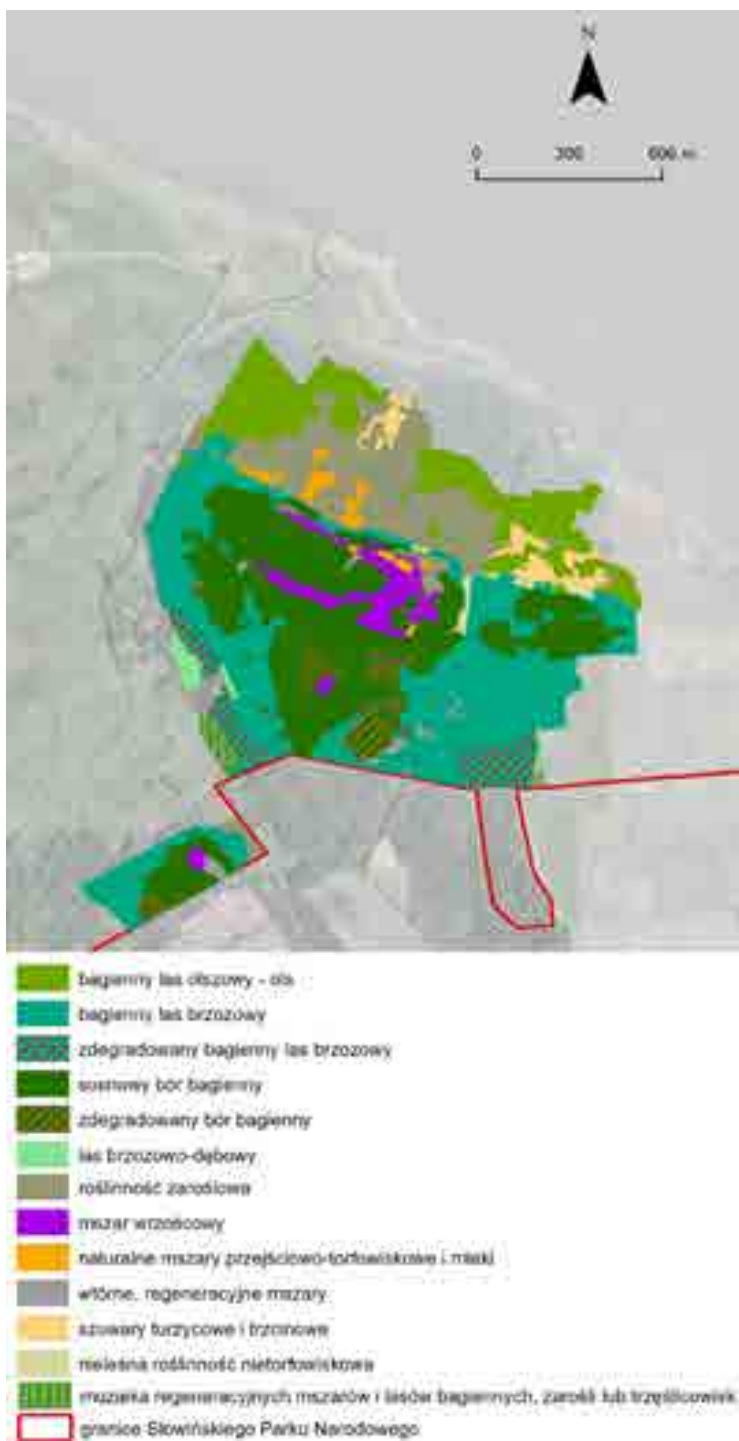 N
0 300 600 m
bagienny las olszowy - ols
bagienny las brzozowy
zdegradowany bagienny las brzozowy
sosnowy bór bagienny
zdegradowany bór bagienny
las brzozowo-dębowy
roślinność zaroślowa
mszar wrzoścowy
naturalne mszary przejściowo-torfowiskowe i młaki
wtórne, regeneracyjne mszary
szuwary turzycowe i trzcinowe
nieleśna roślinność nietorfowiskowa
mozaika regeneracyjnych mszarów i lasów bagiennych, zarośli lub trzęślicowisk
granice Słowińskiego Parku Narodowego